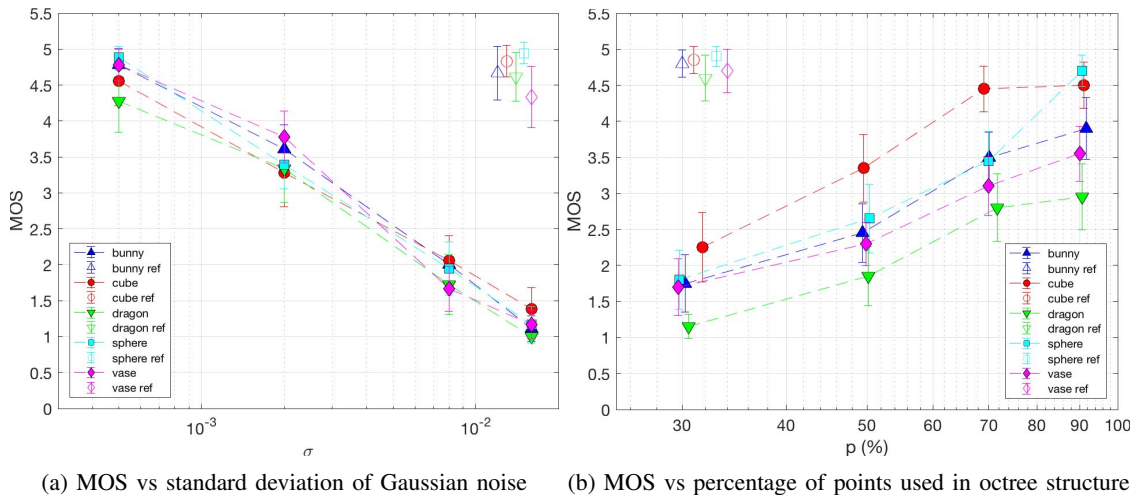 5.5
5
4.5
4
3.5
3
2.5
2
1.5
1
0.5
0
MOS
bunny
bunny ref
cube
cube ref
dragon
dragon ref
sphere
sphere ref
vase
vase ref
10-3
10-2
σ
(a) MOS vs standard deviation of Gaussian noise
5.5
5
4.5
4
3.5
3
2.5
2
1.5
1
0.5
0
MOS
bunny
bunny ref
cube
cube ref
dragon
dragon ref
sphere
sphere ref
vase
vase ref
30 40 50 60 70 80 90 100
p (%)
(b) MOS vs percentage of points used in octree structure